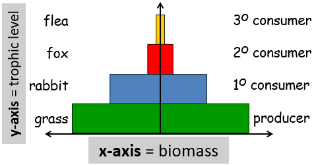 y-axis = trophic level
flea 3º consumer
fox 2º consumer
rabbit 1º consumer
grass producer
x-axis = biomass